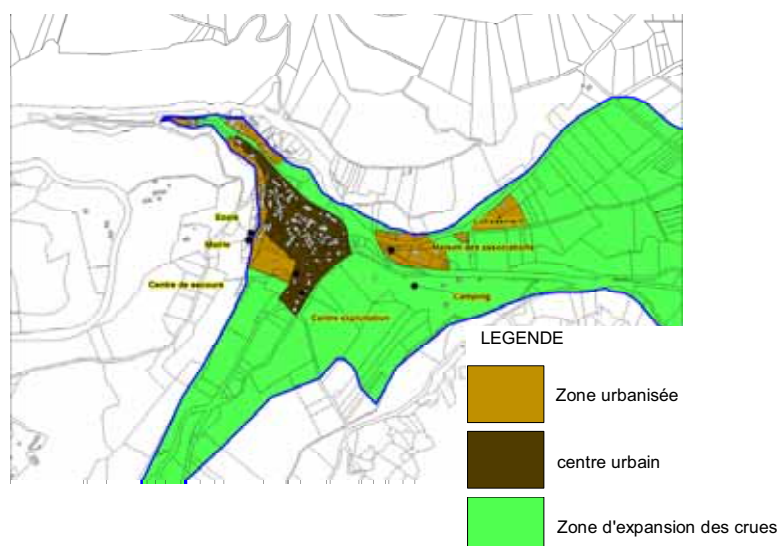 Ecole
Mairie
Maison des associations
Centre de secours
Camping
Centre exploitation
LEGENDE
Zone urbanisée
centre urbain
Zone d'expansion des crues